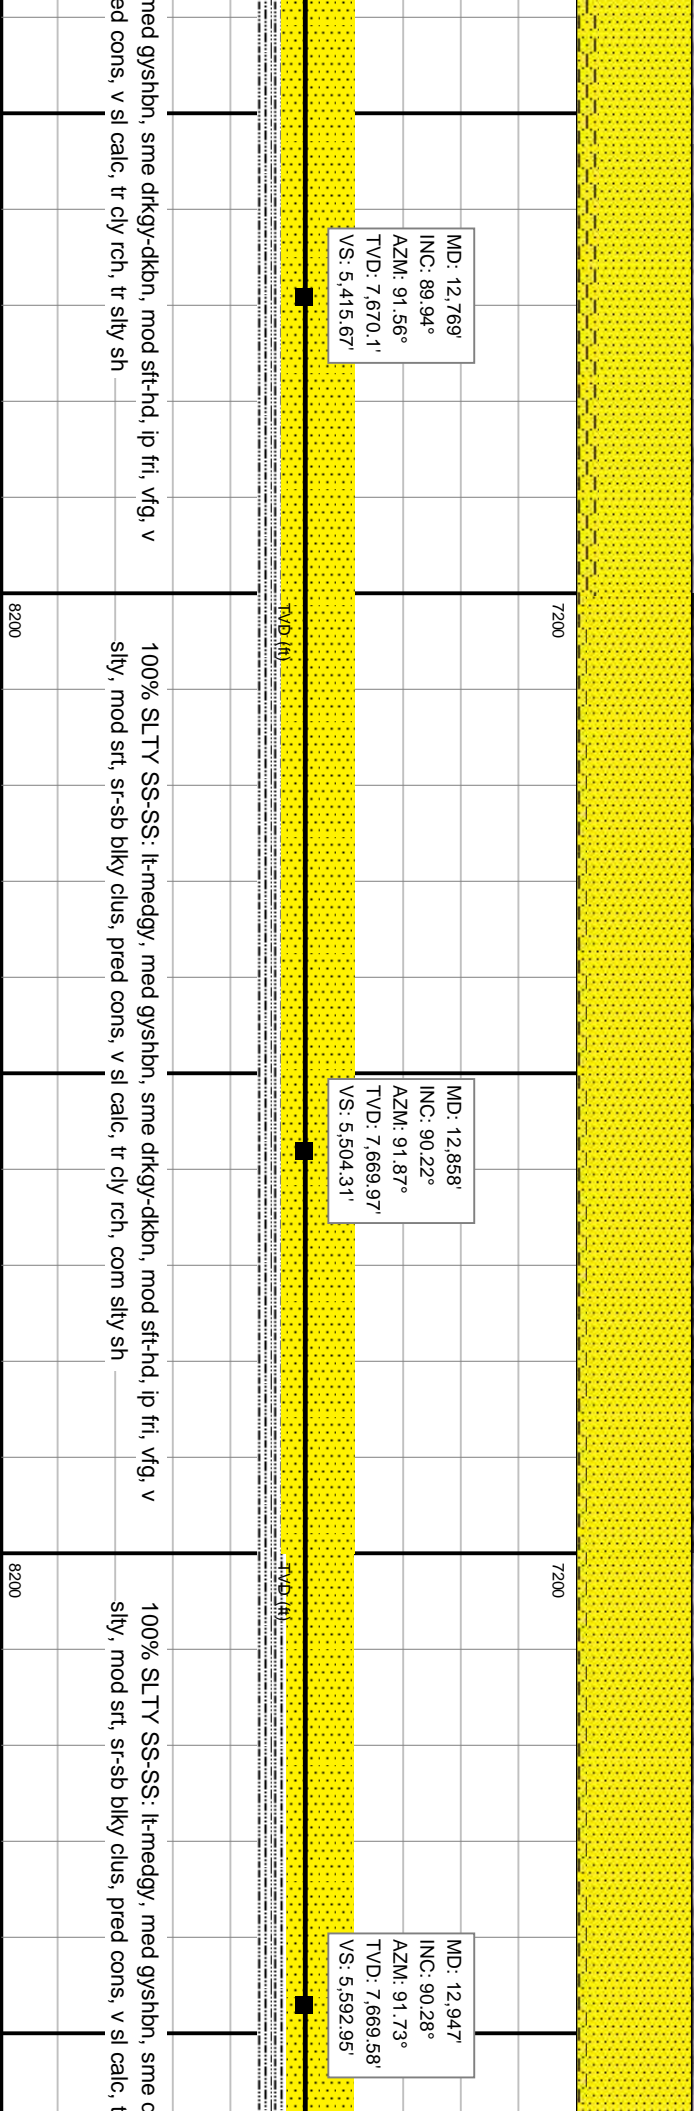 MD: 12,769'
INC: 89.94°
AZM: 91.56°
TVD: 7,670.1'
VS: 5,415.67'
med gyshbn, sme drkgy-dkbn, mod sft-hd, ip fri, vfg, v
ed cons, v sl calc, tr cly rch, tr slty sh
7200
TVD (ft)
8200
100% SLTY SS-SS: lt-medgy, med gyshbn, sme drkgy-dkbn, mod sft-hd, ip fri, vfg, v
slty, mod srt, sr-sb blky clus, pred cons, v sl calc, tr cly rch, com slty sh
MD: 12,858'
INC: 90.22°
AZM: 91.87°
TVD: 7,669.97'
VS: 5,504.31'
7200
TVD (ft)
8200
100% SLTY SS-SS: lt-medgy, med gyshbn, sme d
slty, mod srt, sr-sb blky clus, pred cons, v sl calc, t
MD: 12,947'
INC: 90.28°
AZM: 91.73°
TVD: 7,669.58'
VS: 5,592.95'